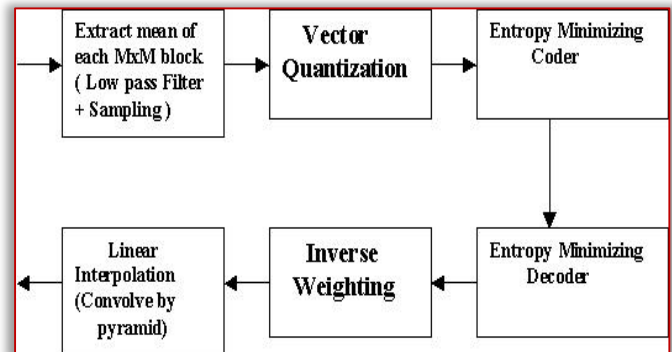 Extract mean of
each MxM block
( Low pass Filter
+ Sampling )
Vector
Quantization
Entropy Minimizing
Coder
Linear
Interpolation
(Convolve by
pyramid)
Inverse
Weighting
Entropy Minimizing
Decoder